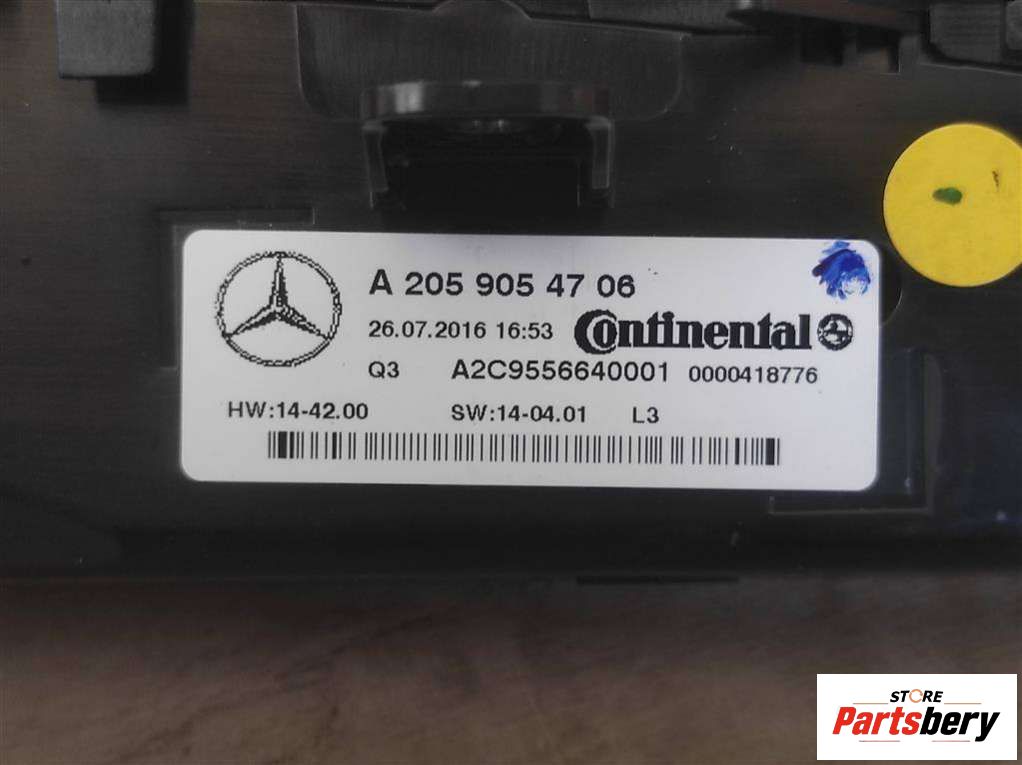 A 205 905 47 06
26.07.2016 16:53 Continental
Q3 A2C9556640001 0000418776
HW:14-42.00 SW:14-04.01 L3
STORE
Partsbery